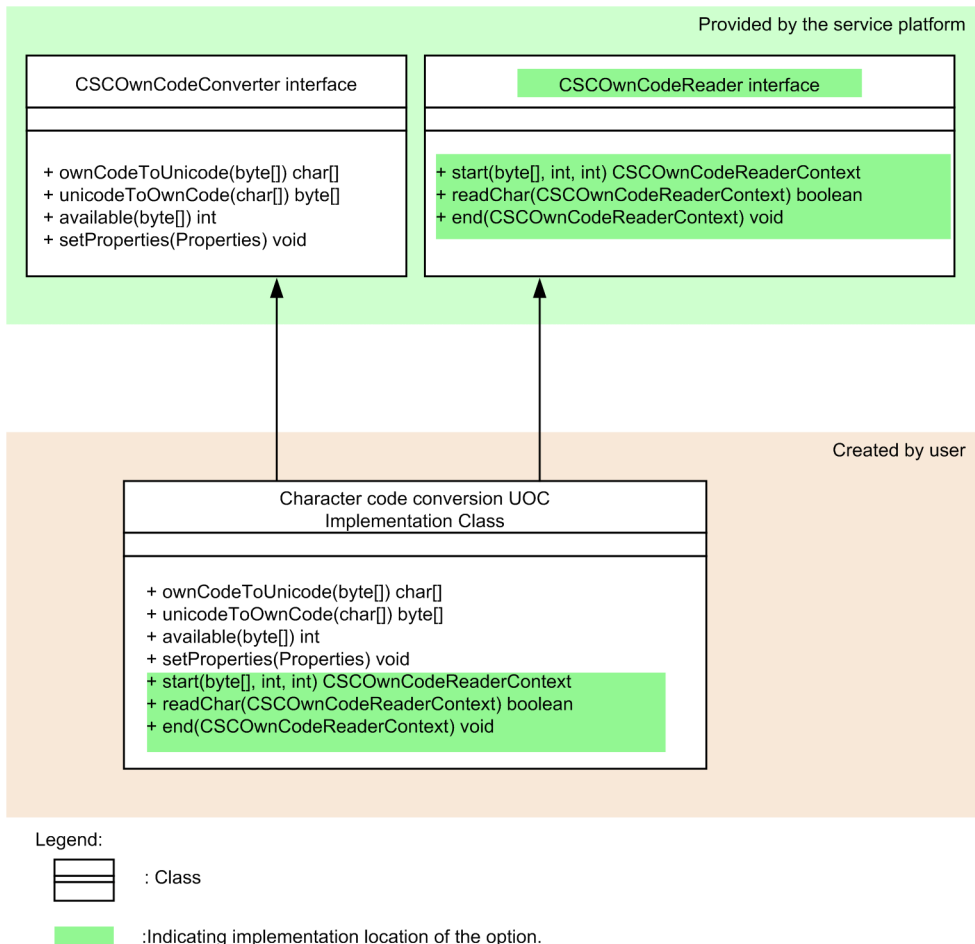 Provided by the service platform
CSCOwnCodeConverter interface
+ ownCodeToUnicode(byte[]) char[]
+ unicodeToOwnCode(char[]) byte[]
+ available(byte[]) int
+ setProperties(Properties) void
CSCOwnCodeReader interface
+ start(byte[], int, int) CSCOwnCodeReaderContext
+ readChar(CSCOwnCodeReaderContext) boolean
+ end(CSCOwnCodeReaderContext) void
Created by user
Character code conversion UOC
Implementation Class
+ ownCodeToUnicode(byte[]) char[]
+ unicodeToOwnCode(char[]) byte[]
+ available(byte[]) int
+ setProperties(Properties) void
+ start(byte[], int, int) CSCOwnCodeReaderContext
+ readChar(CSCOwnCodeReaderContext) boolean
+ end(CSCOwnCodeReaderContext) void
Legend:
: Class
:Indicating implementation location of the option.